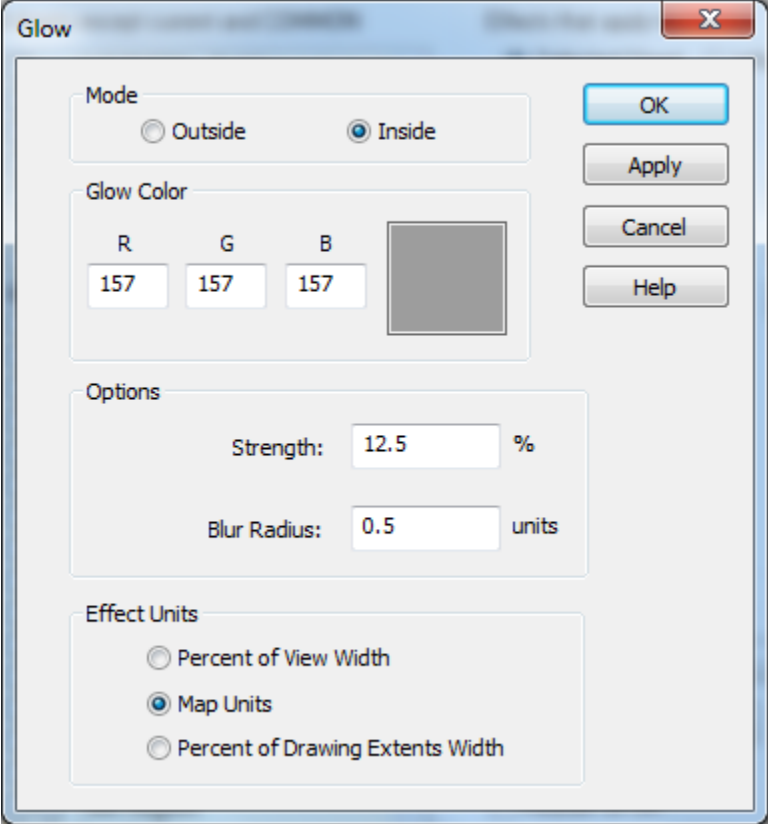 Glow
Mode
Outside Inside
OK
Apply
Glow Color
R G B
157 157 157
Cancel
Help
Options
Strength: 12.5 %
Blur Radius: 0.5 units
Effect Units
Percent of View Width
Map Units
Percent of Drawing Extents Width